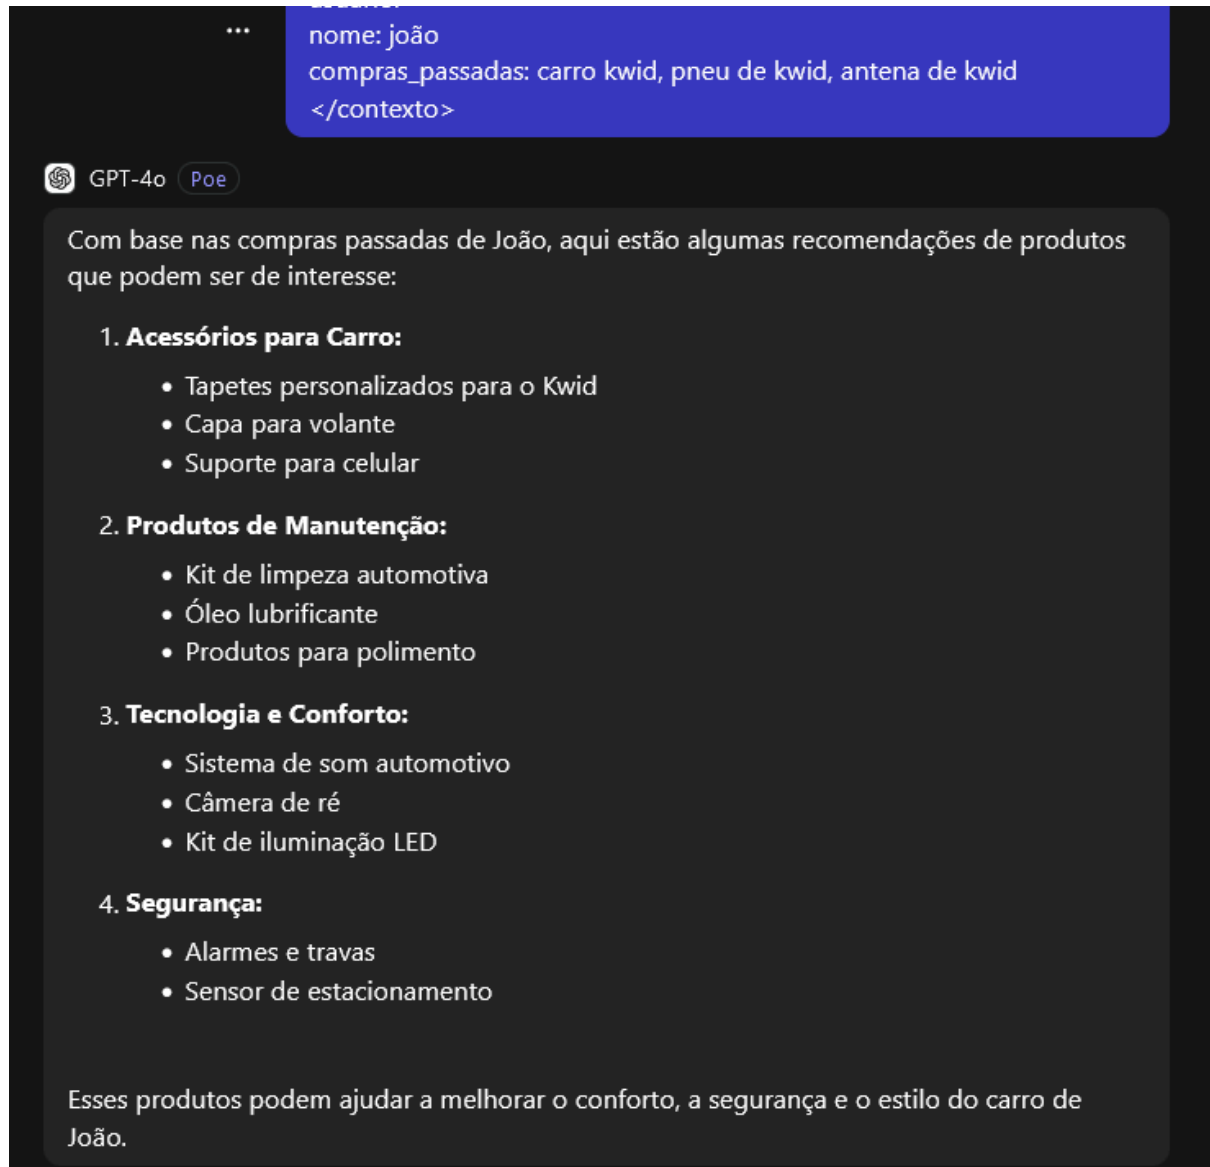 ...
nome: joão
compras_passadas: carro kwid, pneu de kwid, antena de kwid
</contexto>
GPT-4o Poe
Com base nas compras passadas de João, aqui estão algumas recomendações de produtos
que podem ser de interesse:
1. Acessórios para Carro:
• Tapetes personalizados para o Kwid
• Capa para volante
• Suporte para celular
2. Produtos de Manutenção:
• Kit de limpeza automotiva
• Óleo lubrificante
• Produtos para polimento
3. Tecnologia e Conforto:
• Sistema de som automotivo
• Câmera de ré
• Kit de iluminação LED
4. Segurança:
• Alarmes e travas
• Sensor de estacionamento
Esses produtos podem ajudar a melhorar o conforto, a segurança e o estilo do carro de
João.